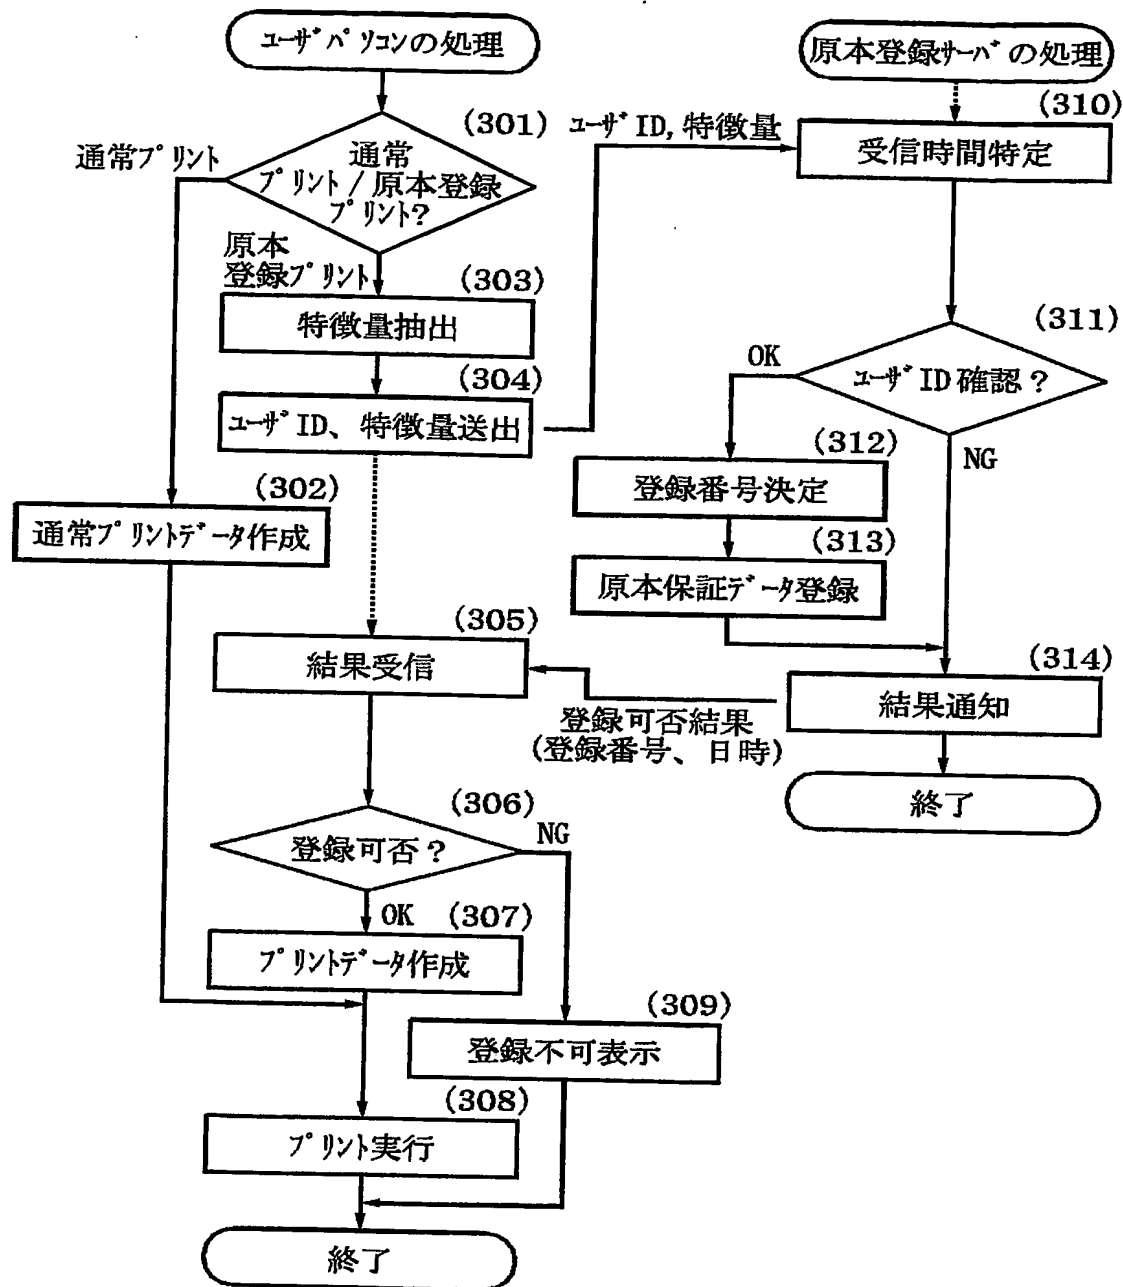 ユーザパソコンの処理
(301)
通常
プリント/原本登録
プリント?
通常プリント
原本
登録プリント
(303)
特徴量抽出
(304)
ユーザID、特徴量送出
(302)
通常プリントデータ作成
(305)
結果受信
(306)
登録可否?
NG
OK
(307)
プリントデータ作成
(309)
登録不可表示
(308)
プリント実行
終了
原本登録サーバの処理
ユーザID,特徴量
(310)
受信時間特定
(311)
ユーザID確認?
OK
NG
(312)
登録番号決定
(313)
原本保証データ登録
(314)
結果通知
登録可否結果
(登録番号、日時)
終了